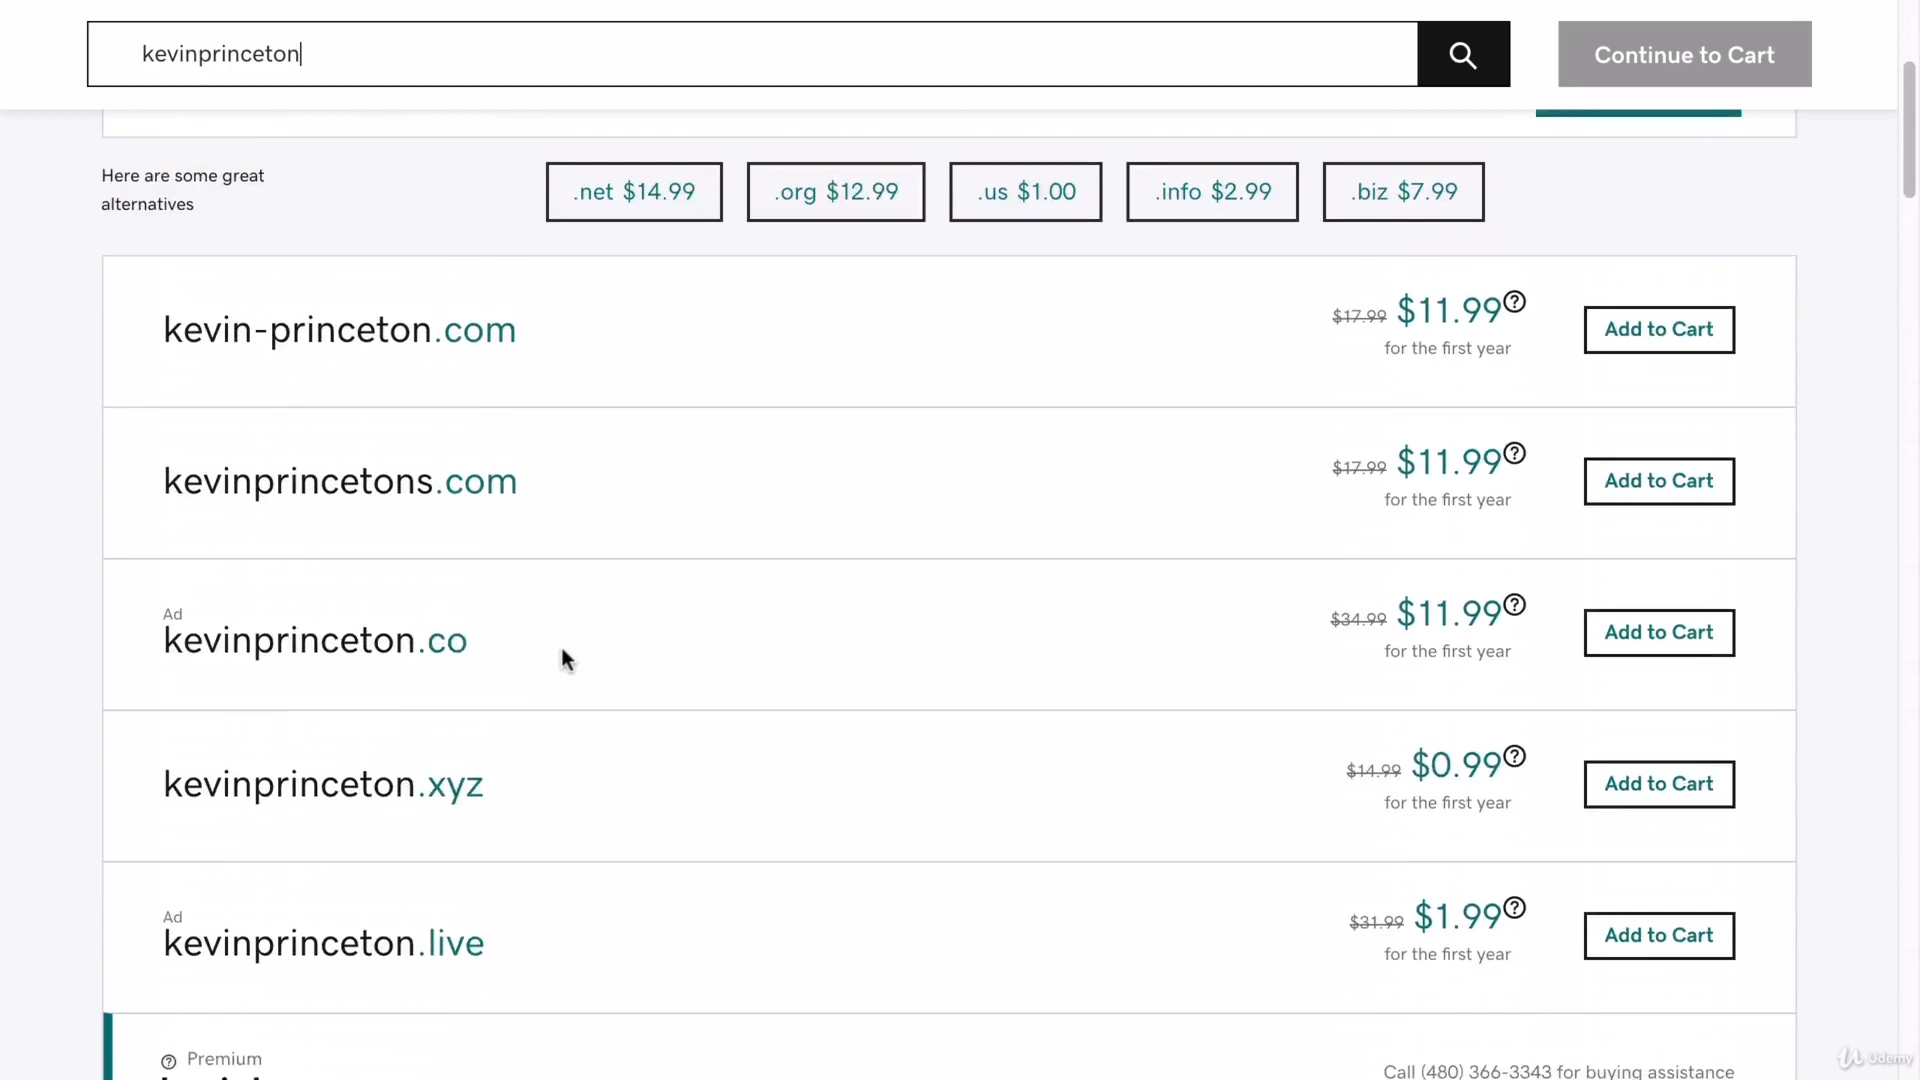 kevinprinceton
Continue to Cart
Here are some great
alternatives
.net $14.99
.org $12.99
.us $1.00
.info $2.99
.biz $7.99
kevin-princeton.com
$17.99 $11.99
for the first year
Add to Cart
kevinprincetons.com
$17.99 $11.99
for the first year
Add to Cart
Ad
kevinprinceton.co
$34.99 $11.99
for the first year
Add to Cart
kevinprinceton.xyz
$14.99 $0.99
for the first year
Add to Cart
Ad
kevinprinceton.live
$31.99 $1.99
for the first year
Add to Cart
Premium
Call (480) 366-3343 for buying assistance
Udemy